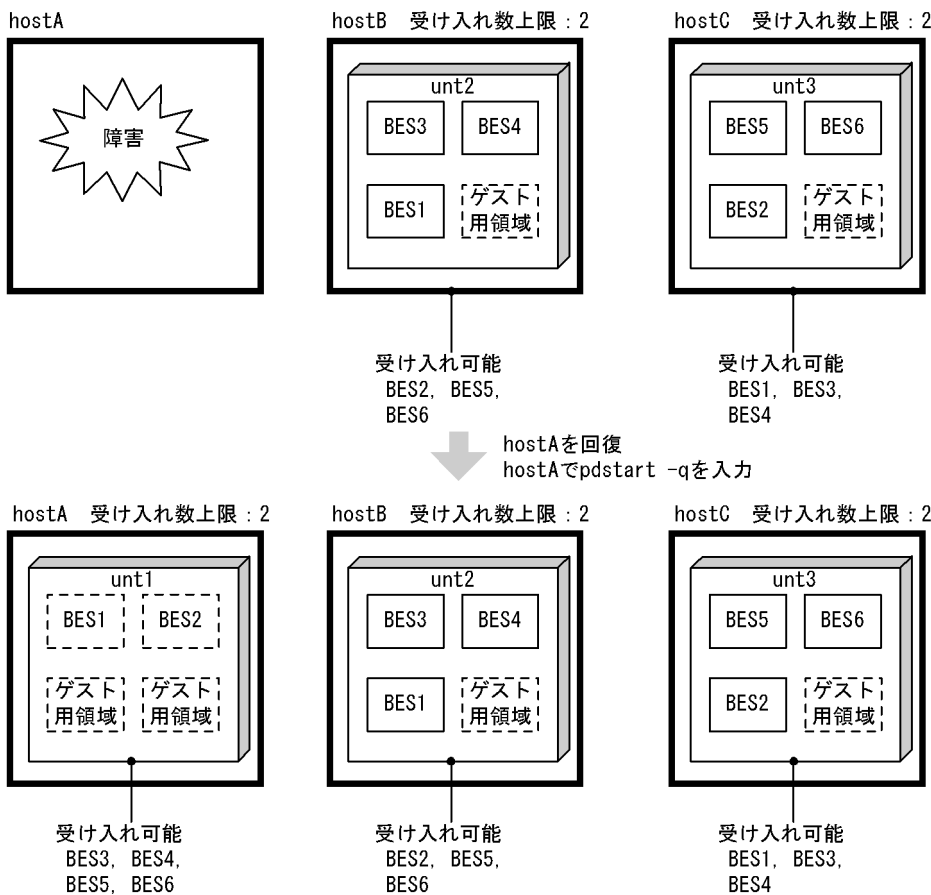 hostA
hostB 受け入れ数上限：2
hostC 受け入れ数上限：2
障害
unt2
BES3 BES4
BES1 ゲスト
用領域
unt3
BES5 BES6
BES2 ゲスト
用領域
受け入れ可能
BES2, BES5,
BES6
受け入れ可能
BES1, BES3,
BES4
hostAを回復
hostAでpdstart -qを入力
hostA 受け入れ数上限：2
hostB 受け入れ数上限：2
hostC 受け入れ数上限：2
unt1
BES1 BES2
ゲスト ゲスト
用領域 用領域
unt2
BES3 BES4
BES1 ゲスト
用領域
unt3
BES5 BES6
BES2 ゲスト
用領域
受け入れ可能
BES3, BES4,
BES5, BES6
受け入れ可能
BES2, BES5,
BES6
受け入れ可能
BES1, BES3,
BES4